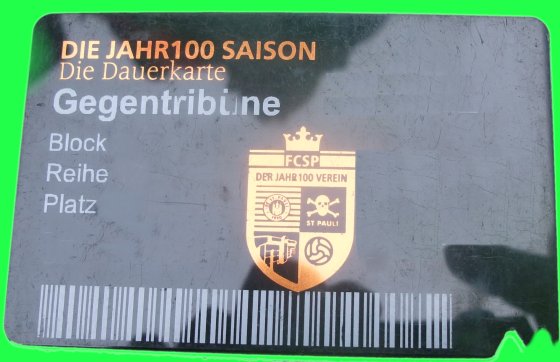 DIE JAHR100 SAISON
Die Dauerkarte
Gegentribüne
Block
Reihe
Platz
FCSP
DER JAHR100 VEREIN
ST PAULI